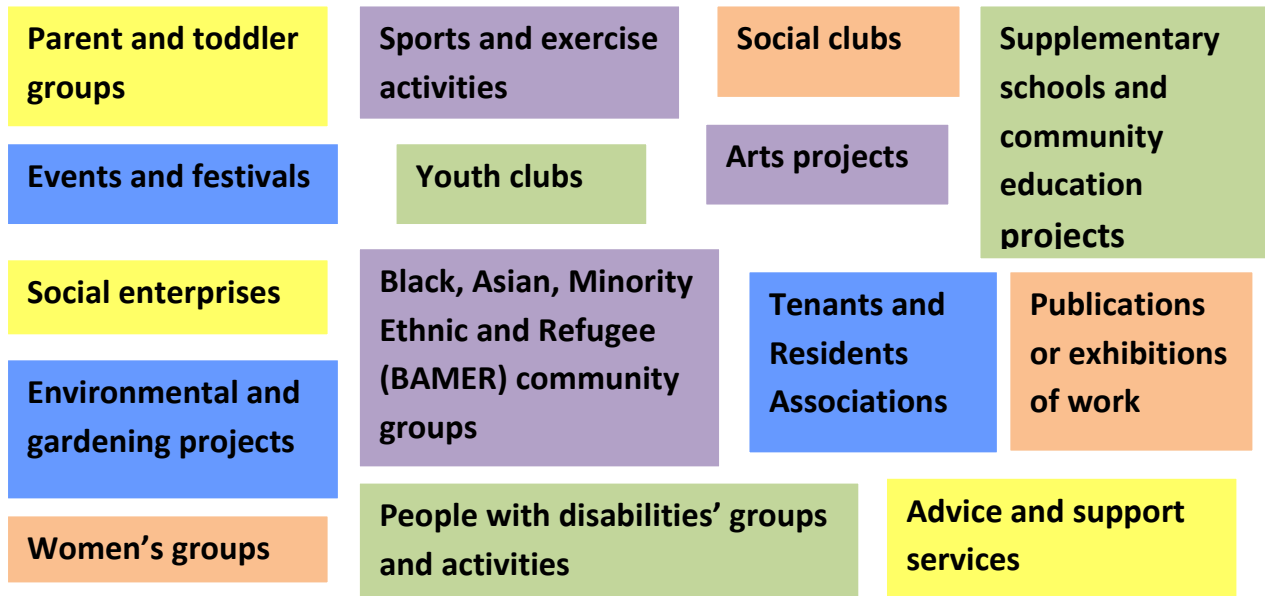 Parent and toddler
groups
Sports and exercise
activities
Social clubs
Supplementary
schools and
community
education
projects
Events and festivals
Youth clubs
Arts projects
Social enterprises
Black, Asian, Minority
Ethnic and Refugee
(BAMER) community
groups
Tenants and
Residents
Associations
Publications
or exhibitions
of work
Environmental and
gardening projects
Women's groups
People with disabilities’ groups
and activities
Advice and support
services